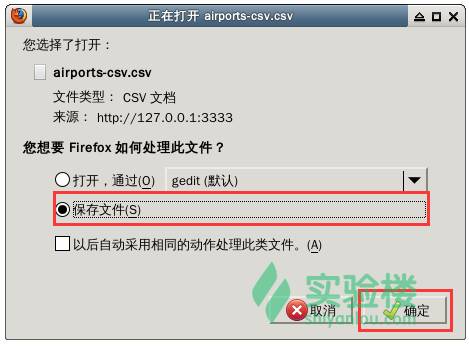 正在打开 airports-csv.csv
您选择了打开：
airports-csv.csv
文件类型： CSV 文档
来源： http://127.0.0.1:3333
您想要 Firefox 如何处理此文件？
打开，通过(O) gedit (默认)
保存文件(S)
以后自动采用相同的动作处理此类文件。(A)
实验楼
取消 确定
shiyanlou.com